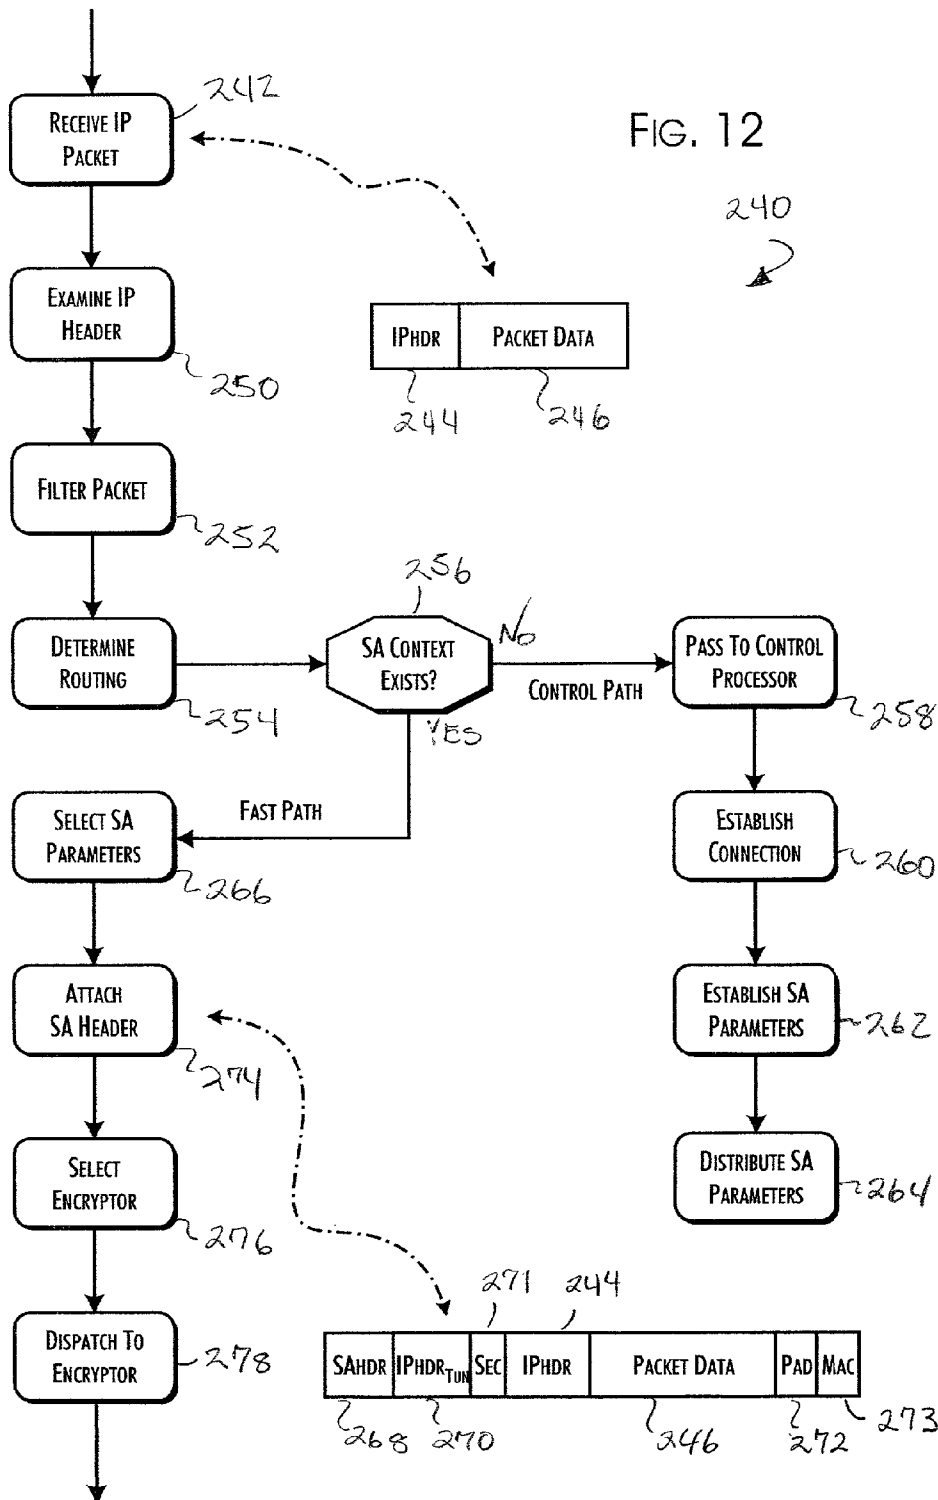 242
RECEIVE IP
PACKET
FIG. 12
240
EXAMINE IP
HEADER
250
IPHDR
PACKET DATA
244
246
FILTER PACKET
252
256
DETERMINE
ROUTING
254
SA CONTEXT
EXISTS?
NO
CONTROL PATH
YES
PASS TO CONTROL
PROCESSOR
258
FAST PATH
SELECT SA
PARAMETERS
266
ESTABLISH
CONNECTION
260
ATTACH
SA HEADER
274
ESTABLISH SA
PARAMETERS
262
SELECT
ENCRYPTOR
276
DISTRIBUTE SA
PARAMETERS
264
271
244
DISPATCH TO
ENCRYPTOR
278
SAHDR
IPHDRTUN
SEC
IPHDR
PACKET DATA
PAD
MAC
268
270
246
272
273